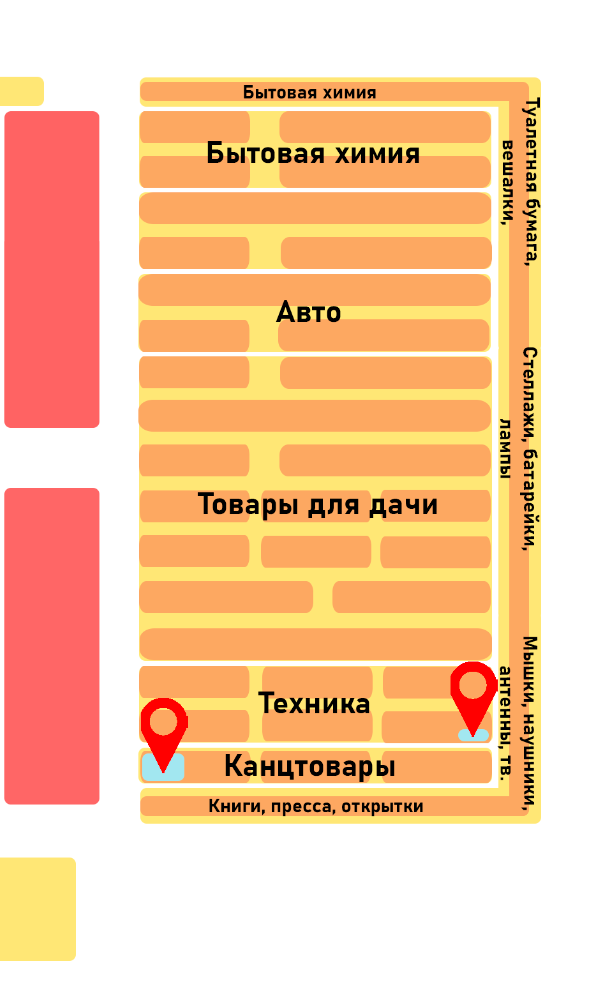 Бытовая химия
Бытовая химия
Авто
Товары для дачи
Техника
Канцтовары
Книги, пресса, открытки
Туалетная бумага,
вешалки,
Стеллажи, батарейки,
лампы
Мышки, наушники,
антенны, тв.